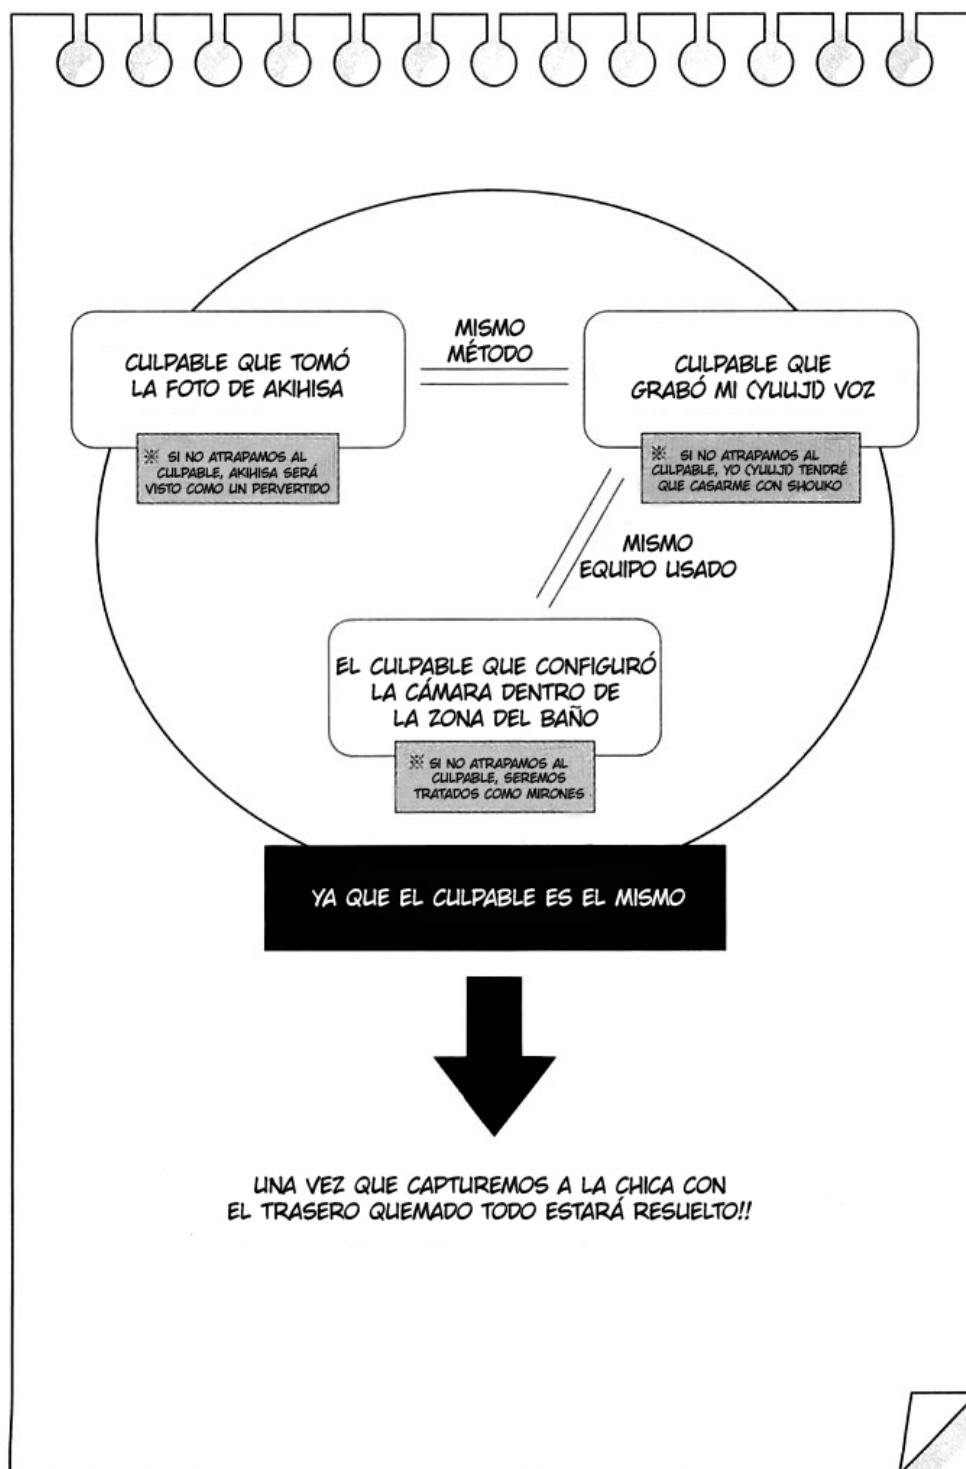 CULPABLE QUE TOMÓ
LA FOTO DE AKIHISA
※ SI NO ATRAPAMOS AL
CULPABLE, AKIHISA SERÁ
VISTO COMO UN PERVERTIDO
MISMO
MÉTODO
CULPABLE QUE
GRABÓ MI (YUUJI) VOZ
※ SI NO ATRAPAMOS AL
CULPABLE, YO (YUUJI) TENDRÉ
QUE CASARME CON SHOUKO
MISMO
EQUIPO USADO
EL CULPABLE QUE CONFIGURÓ
LA CÁMARA DENTRO DE
LA ZONA DEL BAÑO
※ SI NO ATRAPAMOS AL
CULPABLE, SEREMOS
TRATADOS COMO MIRONES
YA QUE EL CULPABLE ES EL MISMO
UNA VEZ QUE CAPTUREMOS A LA CHICA CON
EL TRASERO QUEMADO TODO ESTARÁ RESUELTO!!